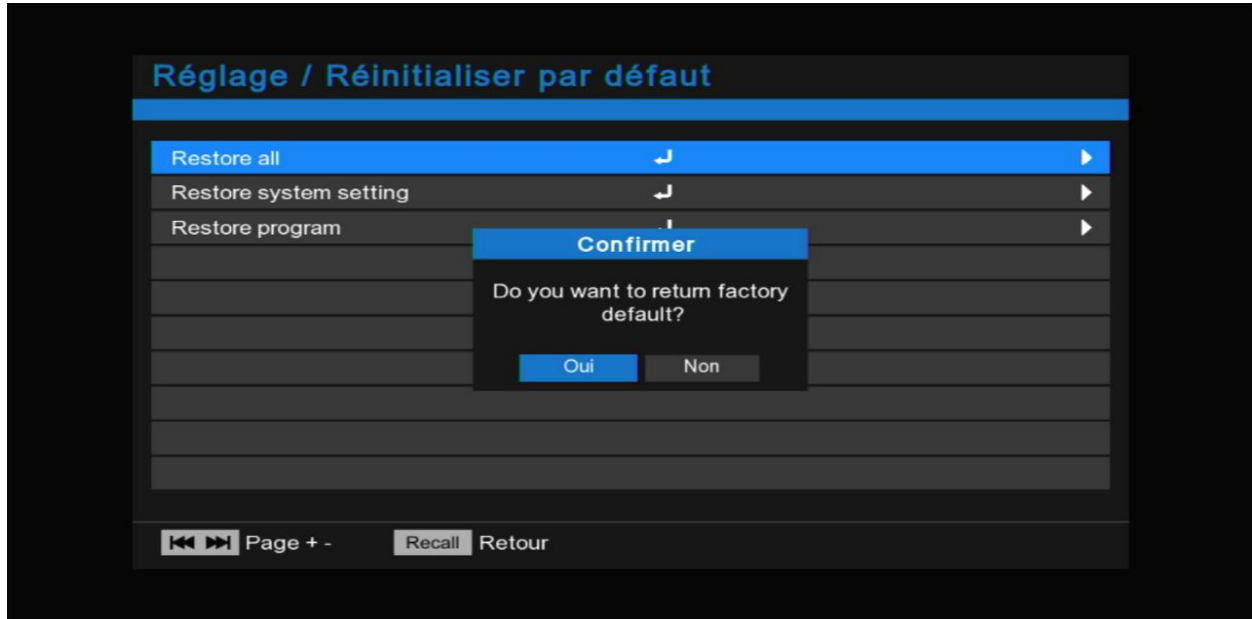 Réglage / Réinitialiser par défaut
Restore all
Restore system setting
Restore program
Confirmer
Do you want to return factory
default?
Oui Non
Page + - Recall Retour